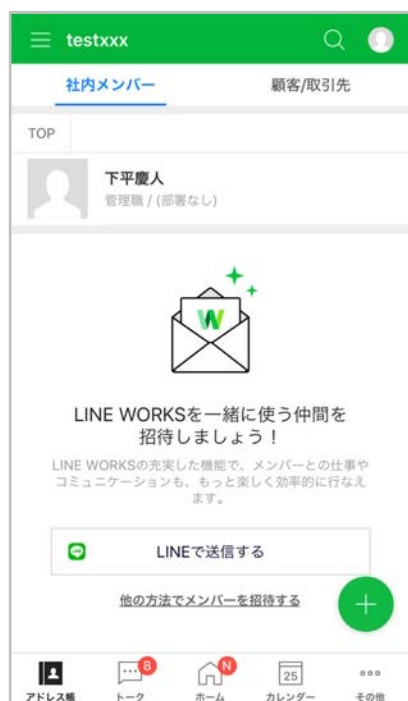 testxxx
社内メンバー
顧客/取引先
TOP
下平慶人
管理職 / (部署なし)
W
LINE WORKSを一緒に使う仲間を
招待しましょう！
LINE WORKSの充実した機能で、メンバーとの仕事や
コミュニケーションも、もっと楽しく効率的に行なえ
ます。
LINEで送信する
他の方法でメンバーを招待する
8
N
25
アドレス帳
トーク
ホーム
カレンダー
その他